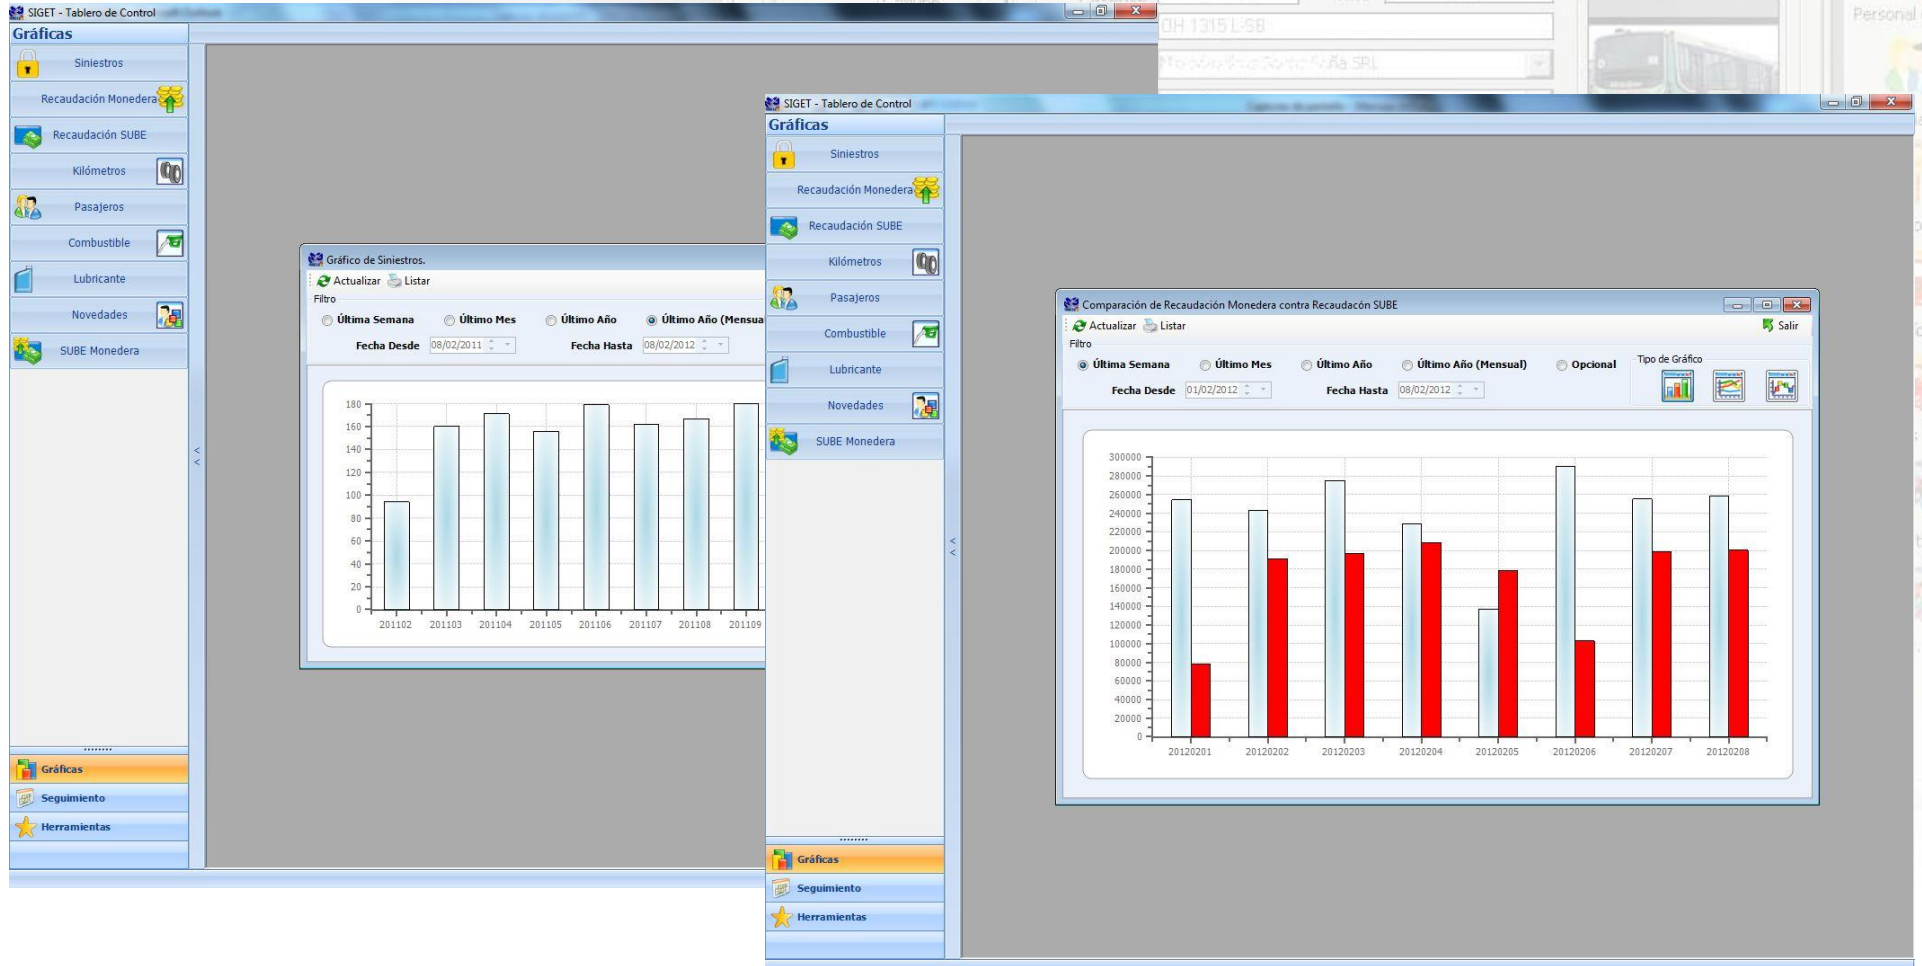 SIGET - Tablero de Control
Gráficas
Siniestros
Recaudación Monedera
Recaudación SUBE
Kilómetros
Pasajeros
Combustible
Lubricante
Novedades
SUBE Monedera
Gráficas
Seguimiento
Herramientas
<
<
Gráfico de Siniestros.
Actualizar Listar
Filtro
Última Semana Último Mes Último Año Último Año (Mensua
Fecha Desde 08/02/2011 Fecha Hasta 08/02/2012
180
160
140
120
100
80
60
40
20
0
201102 201103 201104 201105 201106 201107 201108 201109
OH 1315 L-SB
Personal
SIGET - Tablero de Control
Gráficas
Siniestros
Recaudación Monedera
Recaudación SUBE
Kilómetros
Pasajeros
Combustible
Lubricante
Novedades
SUBE Monedera
Gráficas
Seguimiento
Herramientas
<
<
Comparación de Recaudación Monedera contra Recaudacón SUBE
Actualizar Listar Salir
Filtro
Última Semana Último Mes Último Año Último Año (Mensual) Opcional Tipo de Gráfico
Fecha Desde 01/02/2012 Fecha Hasta 08/02/2012
300000
280000
260000
240000
220000
200000
180000
160000
140000
120000
100000
80000
60000
40000
20000
0
20120201 20120202 20120203 20120204 20120205 20120206 20120207 20120208